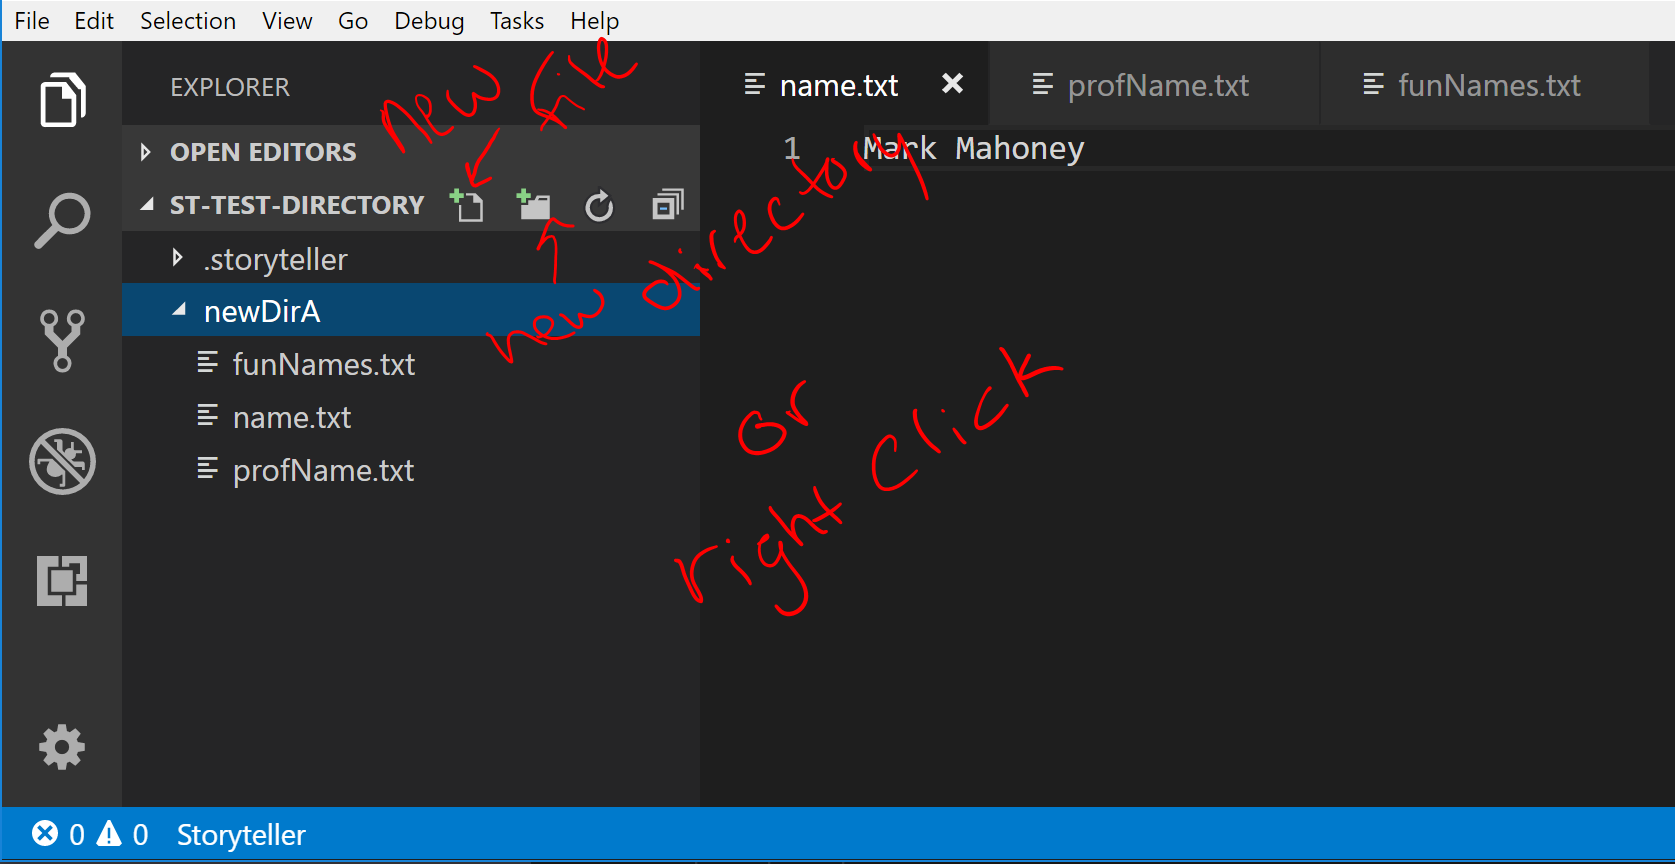 File Edit Selection View Go Debug Tasks Help
EXPLORER
new file
OPEN EDITORS
ST-TEST-DIRECTORY
.storyteller
newDirA
funNames.txt
name.txt
profName.txt
new directory
name.txt profName.txt funNames.txt
1 Mark Mahoney
or
right click
0 0 Storyteller